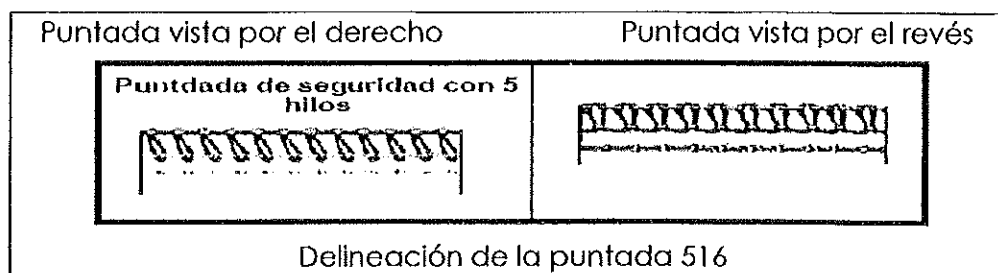 Puntada vista por el derecho
Puntada vista por el revés
Puntdada de seguridad con 5
hilos
Delineación de la puntada 516